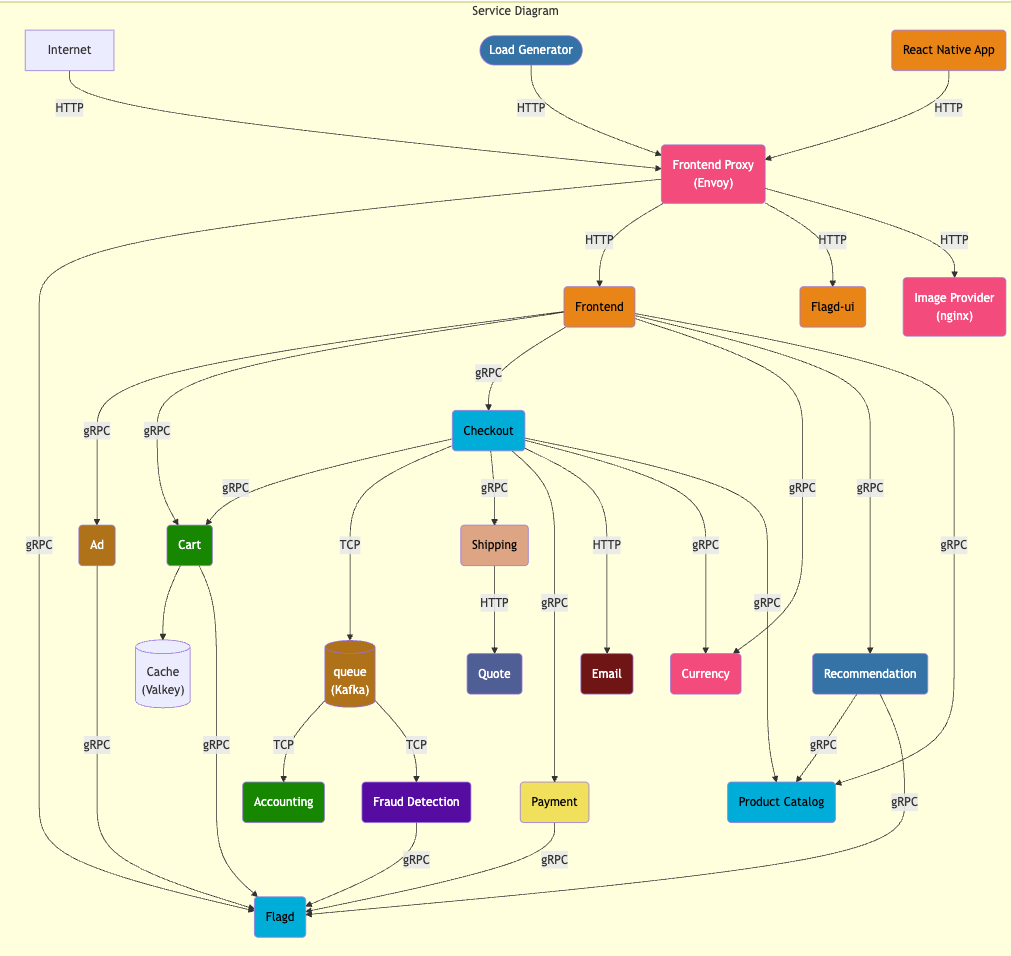 Service Diagram
Internet
Load Generator
React Native App
HTTP
HTTP
HTTP
Frontend Proxy
(Envoy)
HTTP
HTTP
HTTP
Frontend
Flagd-ui
Image Provider
(nginx)
gRPC
gRPC
gRPC
Checkout
gRPC
gRPC
gRPC
gRPC
gRPC
Ad
Cart
TCP
Shipping
HTTP
gRPC
gRPC
HTTP
gRPC
gRPC
Cache
(Valkey)
queue
(Kafka)
Quote
Email
Currency
Recommendation
gRPC
gRPC
TCP
TCP
gRPC
Accounting
Fraud Detection
Payment
Product Catalog
gRPC
gRPC
gRPC
Flagd